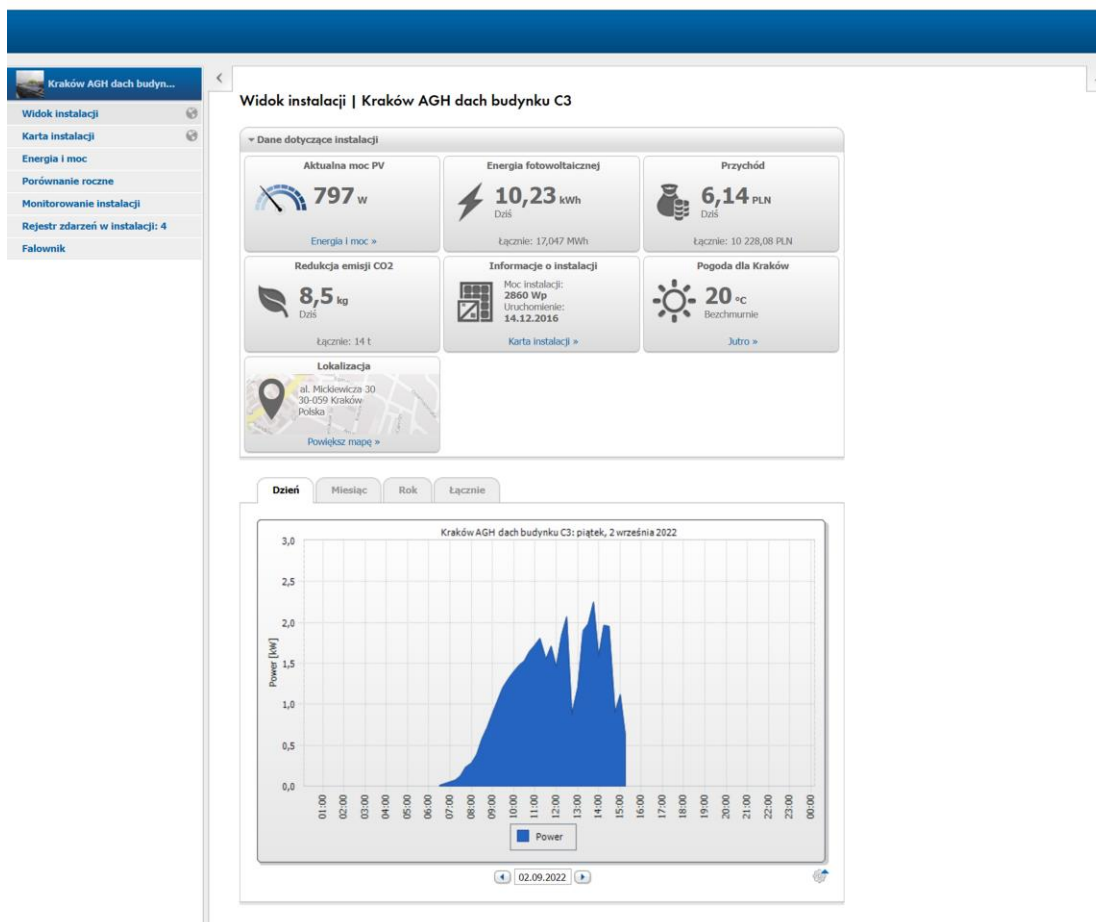 Kraków AGH dach budyn...
Widok instalacji
Karta instalacji
Energia i moc
Porównanie roczne
Monitorowanie instalacji
Rejestr zdarzeń w instalacji: 4
Falownik
Widok instalacji | Kraków AGH dach budynku C3
Dane dotyczące instalacji
Aktualna moc PV
797 W
Energia i moc »
Energia fotowoltaicznej
10,23 kWh
Dziś
Łącznie: 17,047 MWh
Przychód
6,14 PLN
Dziś
Łącznie: 10 228,08 PLN
Redukcja emisji CO2
8,5 kg
Dziś
Łącznie: 14 t
Informacje o instalacji
Moc instalacji:
2860 Wp
Uruchomienie:
14.12.2016
Karta instalacji »
Pogoda dla Kraków
20 °C
Bezchmurnie
Jutro »
Lokalizacja
al. Mickiewicza 30
30-059 Kraków
Polska
Powiększ mapę »
Dzień Miesiąc Rok Łącznie
Kraków AGH dach budynku C3: piątek, 2 września 2022
Power [kW]
3,0
2,5
2,0
1,5
1,0
0,5
0,0
01:00 02:00 03:00 04:00 05:00 06:00 07:00 08:00 09:00 10:00 11:00 12:00 13:00 14:00 15:00 16:00 17:00 18:00 19:00 20:00 21:00 22:00 23:00 00:00
Power
02.09.2022